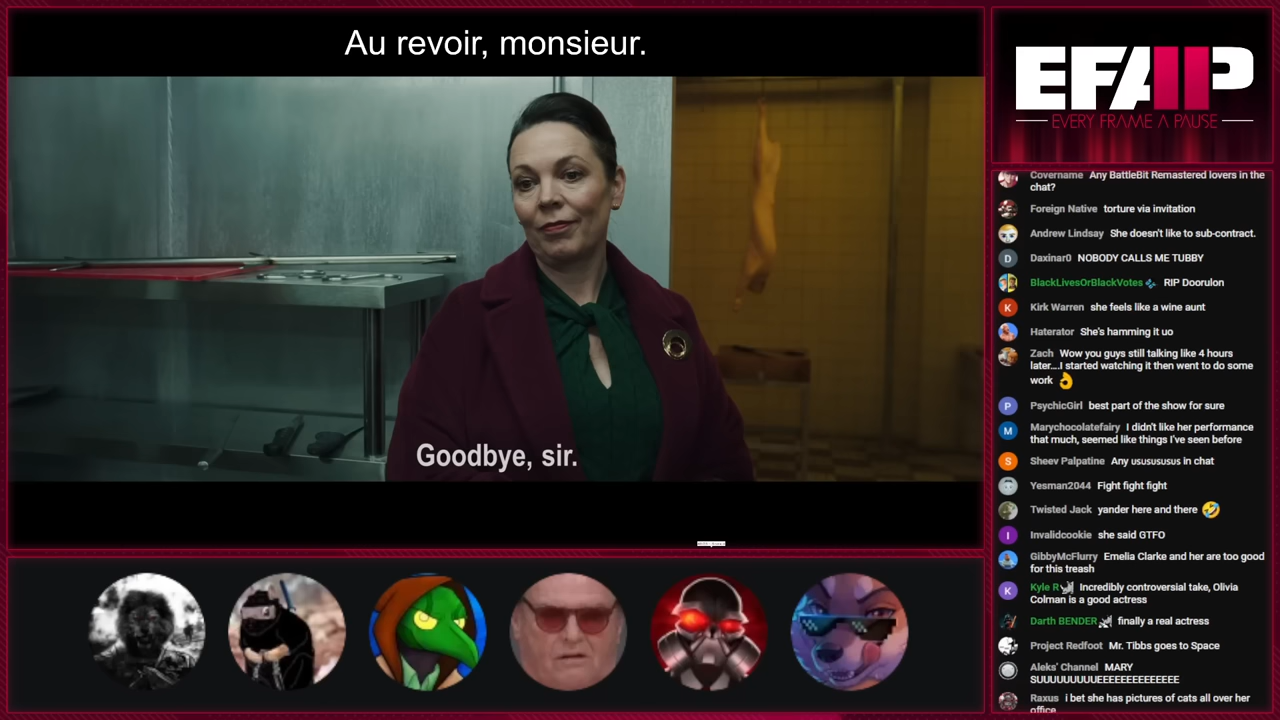 Au revoir, monsieur.
Goodbye, sir.
EFAP
EVERY FRAME A PAUSE
Covername Any BattleBit Remastered lovers in the
chat?
Foreign Native torture via invitation
Andrew Lindsay She doesn't like to sub-contract.
D
Daxinar0 NOBODY CALLS ME TUBBY
BlackLivesOrBlackVotes RIP Doorulon
K
Kirk Warren she feels like a wine aunt
Haterator She's hamming it uo
Zach Wow you guys still talking like 4 hours
later....I started watching it then went to do some
work
P
PsychicGirl best part of the show for sure
M
Marychocolatefairy I didn't like her performance
that much, seemed like things I've seen before
S
Sheev Palpatine Any ususususus in chat
Yesman2044 Fight fight fight
Twisted Jack yander here and there
I
Invalidcookie she said GTFO
GibbyMcFlurry Emelia Clarke and her are too good
for this treash
K
Kyle R Incredibly controversial take, Olivia
Colman is a good actress
Darth BENDER finally a real actress
Project Redfoot Mr. Tibbs goes to Space
Aleks' Channel MARY
SUUUUUUUUUEEEEEEEEEEEEEE
Raxus i bet she has pictures of cats all over her
office